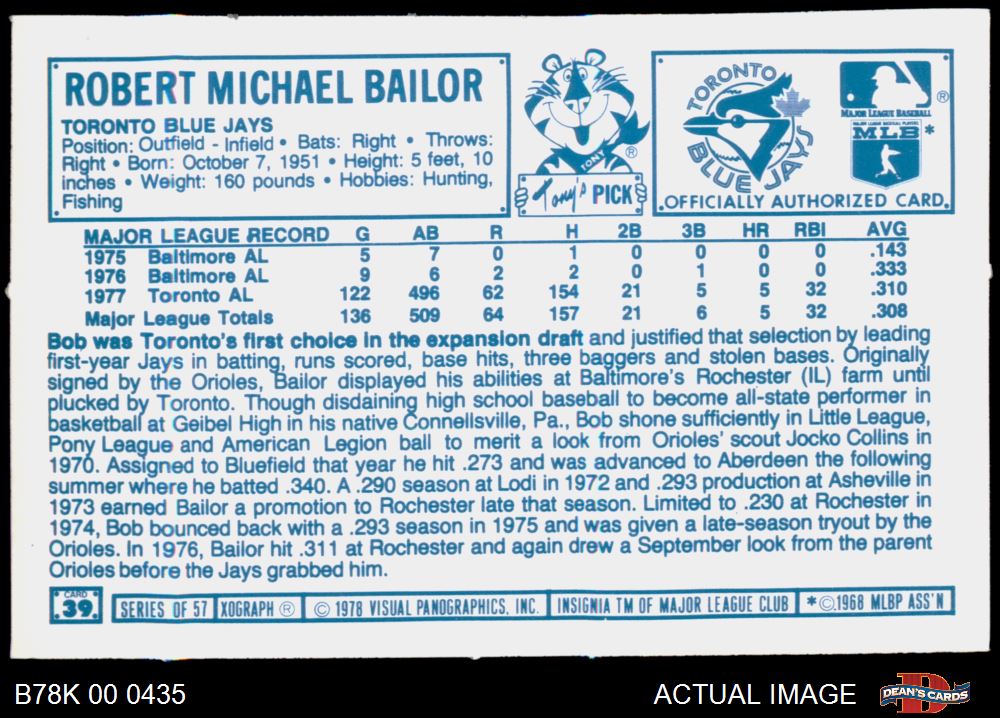 ROBERT MICHAEL BAILOR
TORONTO BLUE JAYS
Position: Outfield - Infield • Bats: Right • Throws:
Right • Born: October 7, 1951 • Height: 5 feet, 10
inches • Weight: 160 pounds • Hobbies: Hunting,
Fishing
TONY ®
Tony's PICK
TORONTO
BLUE JAYS
®
MAJOR LEAGUE BASEBALL
MAJOR LEAGUE BASEBALL PLAYERS
MLB *
OFFICIALLY AUTHORIZED CARD
MAJOR LEAGUE RECORD G AB R H 2B 3B HR RBI AVG
1975 Baltimore AL 5 7 0 1 0 0 0 0 .143
1976 Baltimore AL 9 6 2 2 0 1 0 0 .333
1977 Toronto AL 122 496 62 154 21 5 5 32 .310
Major League Totals 136 509 64 157 21 6 5 32 .308
Bob was Toronto's first choice in the expansion draft and justified that selection by leading
first-year Jays in batting, runs scored, base hits, three baggers and stolen bases. Originally
signed by the Orioles, Bailor displayed his abilities at Baltimore's Rochester (IL) farm until
plucked by Toronto. Though disdaining high school baseball to become all-state performer in
basketball at Geibel High in his native Connellsville, Pa., Bob shone sufficiently in Little League,
Pony League and American Legion ball to merit a look from Orioles' scout Jocko Collins in
1970. Assigned to Bluefield that year he hit .273 and was advanced to Aberdeen the following
summer where he batted .340. A .290 season at Lodi in 1972 and .293 production at Asheville in
1973 earned Bailor a promotion to Rochester late that season. Limited to .230 at Rochester in
1974, Bob bounced back with a .293 season in 1975 and was given a late-season tryout by the
Orioles. In 1976, Bailor hit .311 at Rochester and again drew a September look from the parent
Orioles before the Jays grabbed him.
CARD
39 SERIES OF 57 XOGRAPH ® © 1978 VISUAL PANOGRAPHICS, INC. INSIGNIA TM OF MAJOR LEAGUE CLUB * © 1968 MLBP ASS'N
B78K 00 0435 ACTUAL IMAGE DEAN'S CARDS